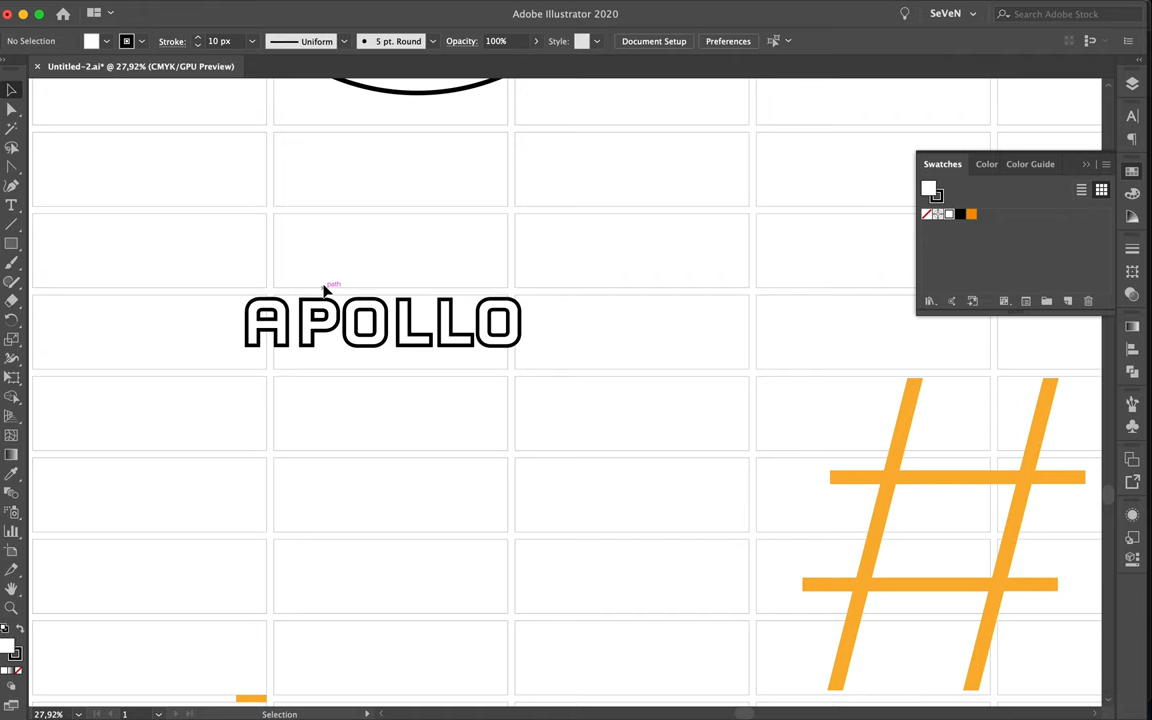 Adobe Illustrator 2020
SeVeN
Search Adobe Stock
No Selection
Stroke:
10 px
Uniform
5 pt. Round
Opacity:
100%
Style:
Document Setup
Preferences
Untitled-2.ai* @ 27,92% (CMYK/GPU Preview)
Swatches
Color
Color Guide
path
APOLLO
27,92%
1
Selection